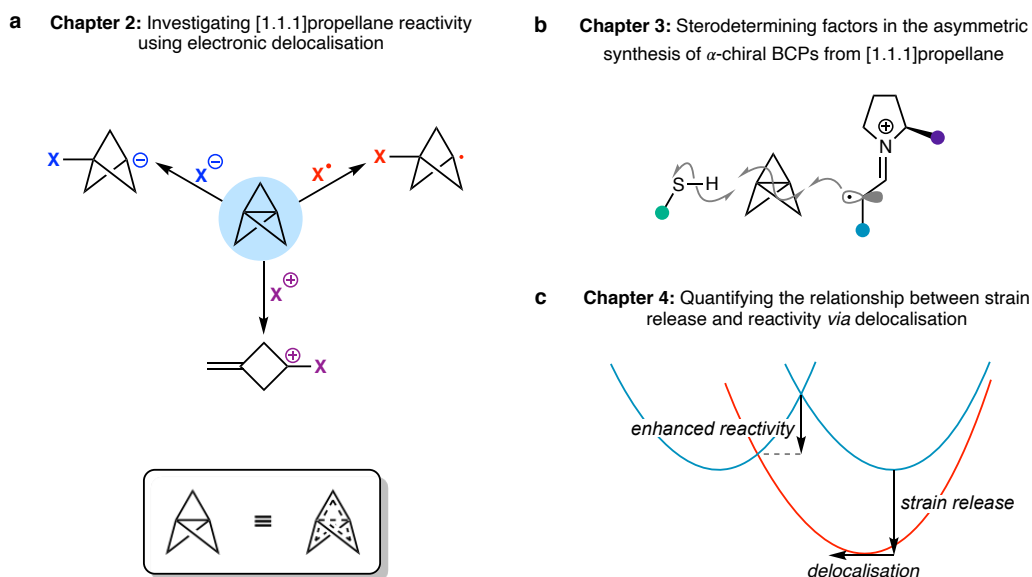 a Chapter 2: Investigating [1.1.1]propellane reactivity
using electronic delocalisation
X
⊖
X⊖
X•
X
X⊕
⊕
X
≡
b Chapter 3: Sterodetermining factors in the asymmetric
synthesis of α-chiral BCPs from [1.1.1]propellane
⊕
N
S H
c Chapter 4: Quantifying the relationship between strain
release and reactivity via delocalisation
enhanced reactivity
strain release
delocalisation